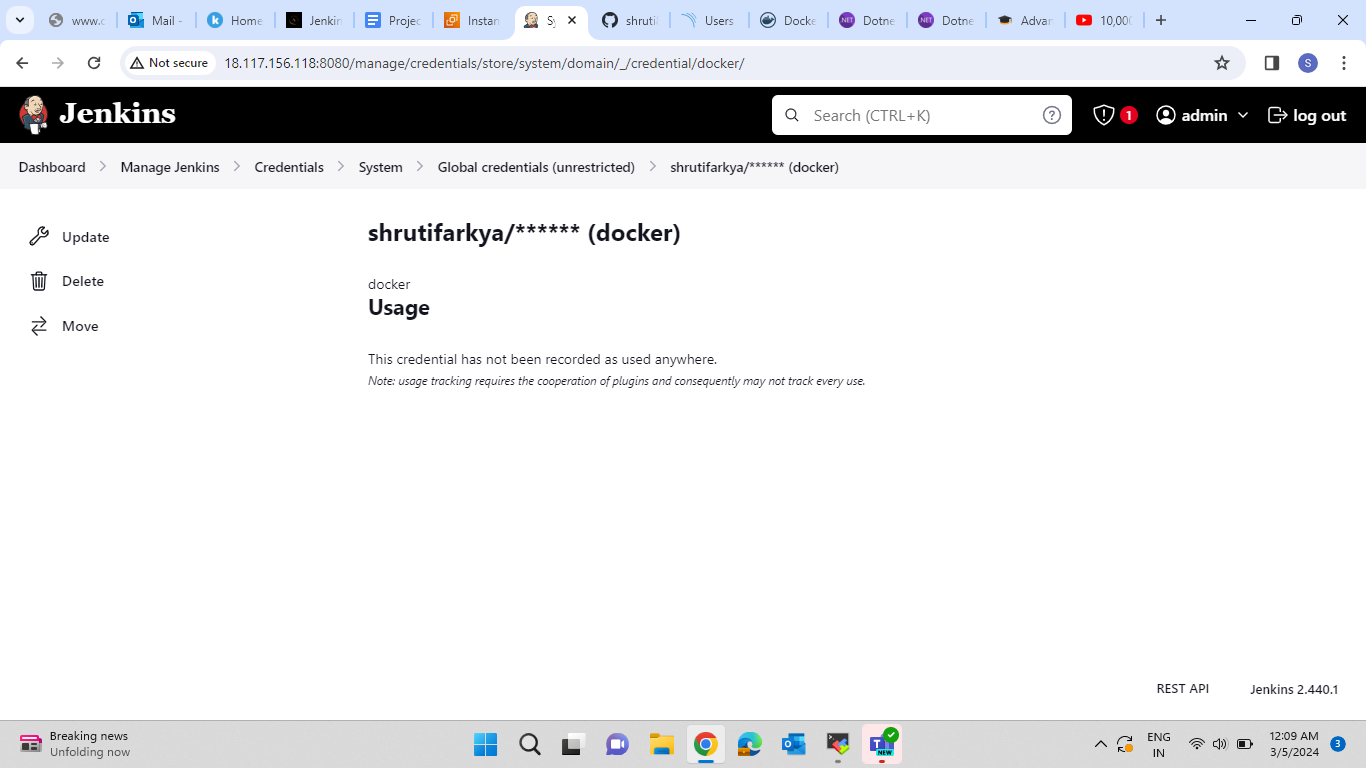 www.c
Mail -
Home
Jenkin
Projec
Instan
Sy
shruti
Users
Docke
Dotne
Dotne
Advar
10,000
Not secure
18.117.156.118:8080/manage/credentials/store/system/domain/_/credential/docker/
S
Jenkins
Search (CTRL+K)
1
admin
log out
Dashboard
Manage Jenkins
Credentials
System
Global credentials (unrestricted)
shrutifarkya/****** (docker)
Update
Delete
Move
shrutifarkya/****** (docker)
docker
Usage
This credential has not been recorded as used anywhere.
Note: usage tracking requires the cooperation of plugins and consequently may not track every use.
REST API
Jenkins 2.440.1
Breaking news
Unfolding now
NEW
ENG
IN
12:09 AM
3/5/2024
3